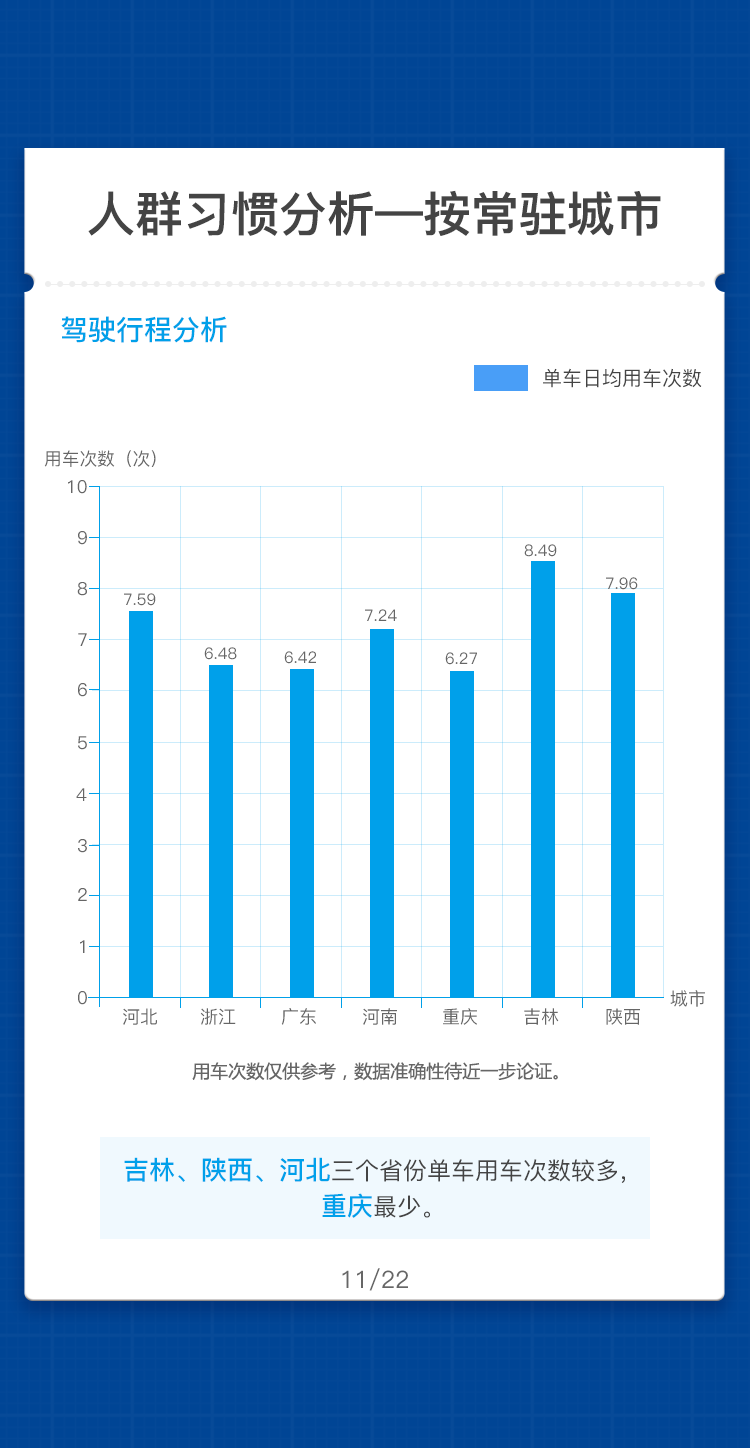 人群习惯分析—按常驻城市
驾驶行程分析
单车日均用车次数
用车次数（次）
10
9
8
7
6
5
4
3
2
1
0
7.59
6.48
6.42
7.24
6.27
8.49
7.96
河北
浙江
广东
河南
重庆
吉林
陕西
城市
用车次数仅供参考，数据准确性待近一步论证。
吉林、陕西、河北三个省份单车用车次数较多，
重庆最少。
11/22